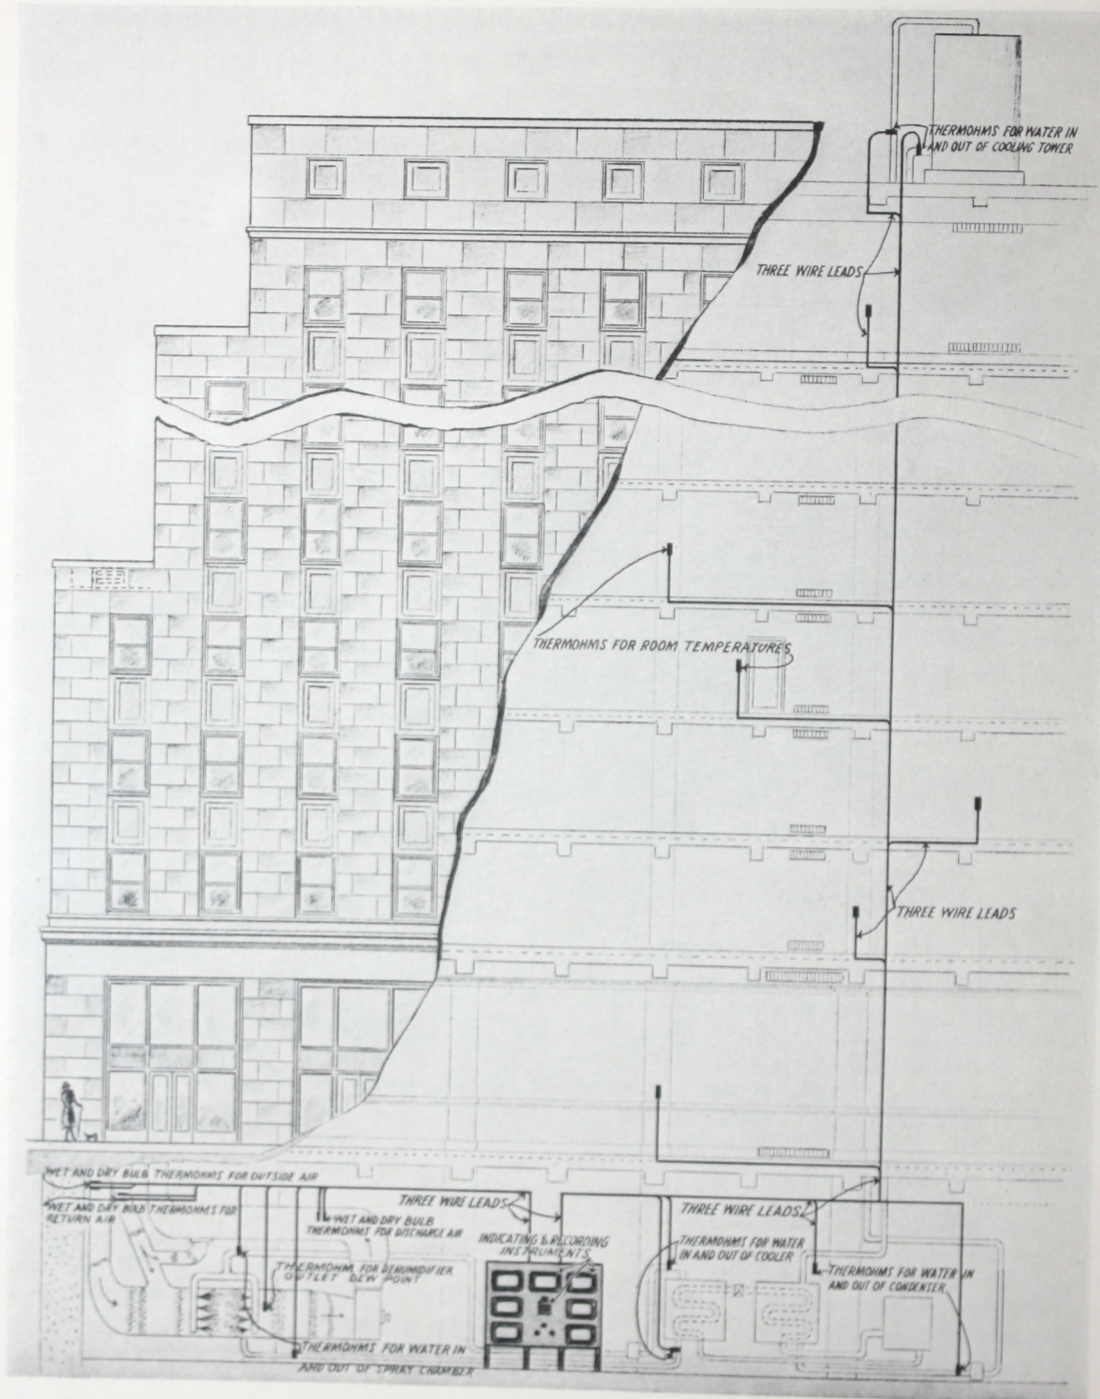 THERMOHMS FOR WATER IN
AND OUT OF COOLING TOWER
THREE WIRE LEADS
THERMOHMS FOR ROOM TEMPERATURES
THREE WIRE LEADS
WET AND DRY BULB THERMOHMS FOR OUTSIDE AIR
WET AND DRY BULB THERMOHMS FOR
RETURN AIR
WET AND DRY BULB
THERMOHMS FOR DISCHARGE AIR
THREE WIRE LEADS
INDICATING & RECORDING
INSTRUMENTS
THREE WIRE LEADS
THERMOHMS FOR WATER
IN AND OUT OF COOLER
THERMOHMS FOR WATER IN
AND OUT OF CONDENSER
THERMOHM FOR DEHUMIDIFIER
OUTLET DEW POINT
THERMOHMS FOR WATER IN
AND OUT OF SPRAY CHAMBER